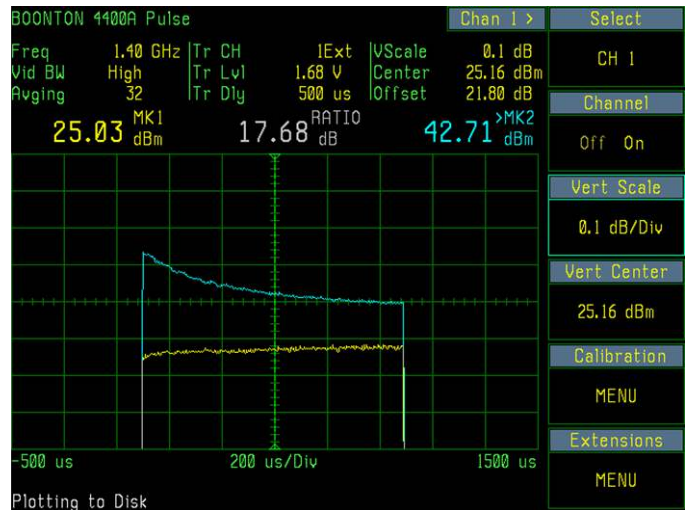 BOONTON 4400A Pulse
Chan 1 >
Select
CH 1
Freq 1.40 GHz Tr CH 1Ext VScale 0.1 dB
Vid BW High Tr Lvl 1.68 V Center 25.16 dBm
Avging 32 Tr Dly 500 us Offset 21.80 dB
25.03 MK1 dBm 17.68 RATIO dB 42.71 >MK2 dBm
Channel
Off On
Vert Scale
0.1 dB/Div
Vert Center
25.16 dBm
Calibration
MENU
Extensions
MENU
-500 us 200 us/Div 1500 us
Plotting to Disk